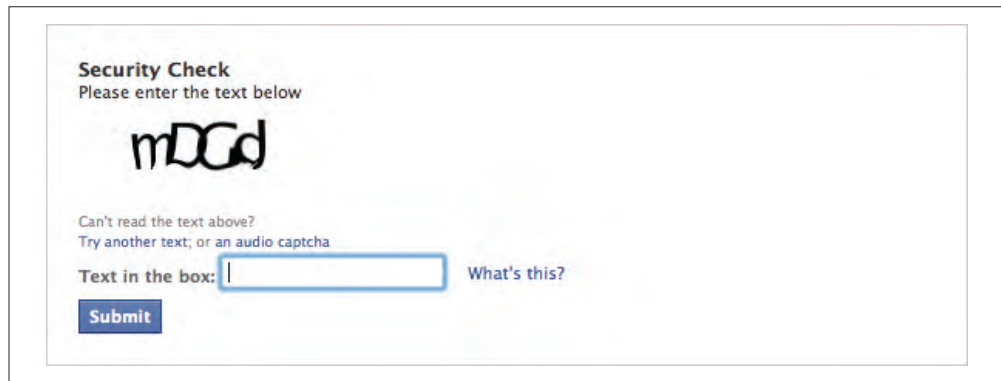 Security Check
Please enter the text below
mDGd
Can't read the text above?
Try another text; or an audio captcha
Text in the box: What's this?
Submit